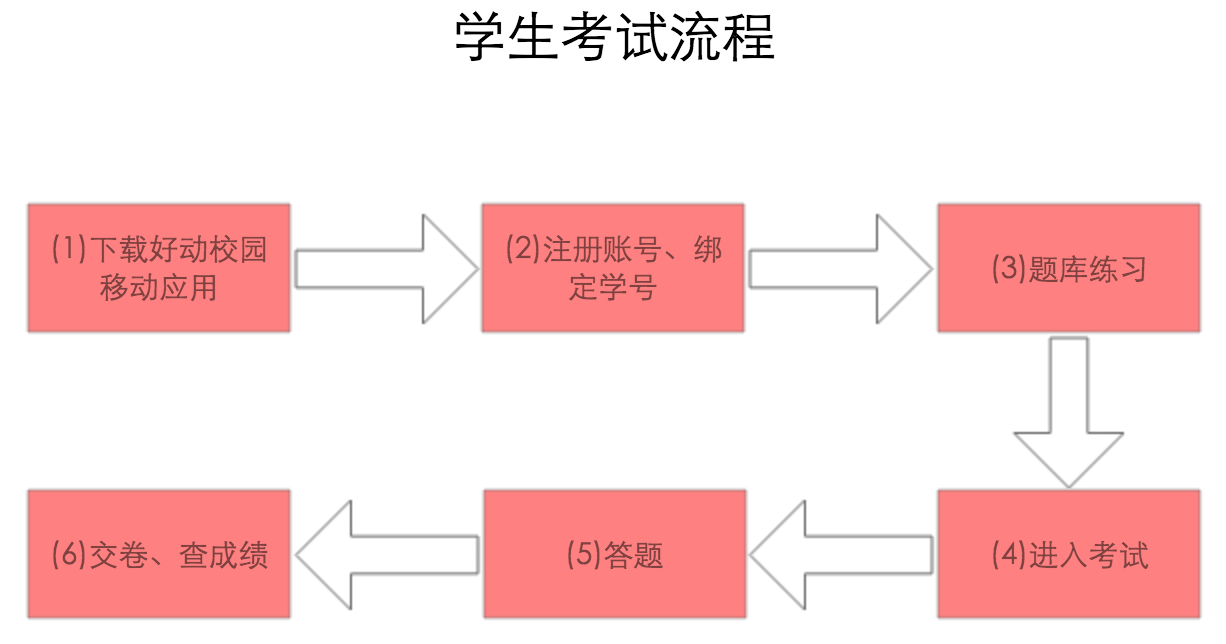 学生考试流程
(1)下载好动校园
移动应用
(2)注册账号、绑
定学号
(3)题库练习
(4)进入考试
(5)答题
(6)交卷、查成绩